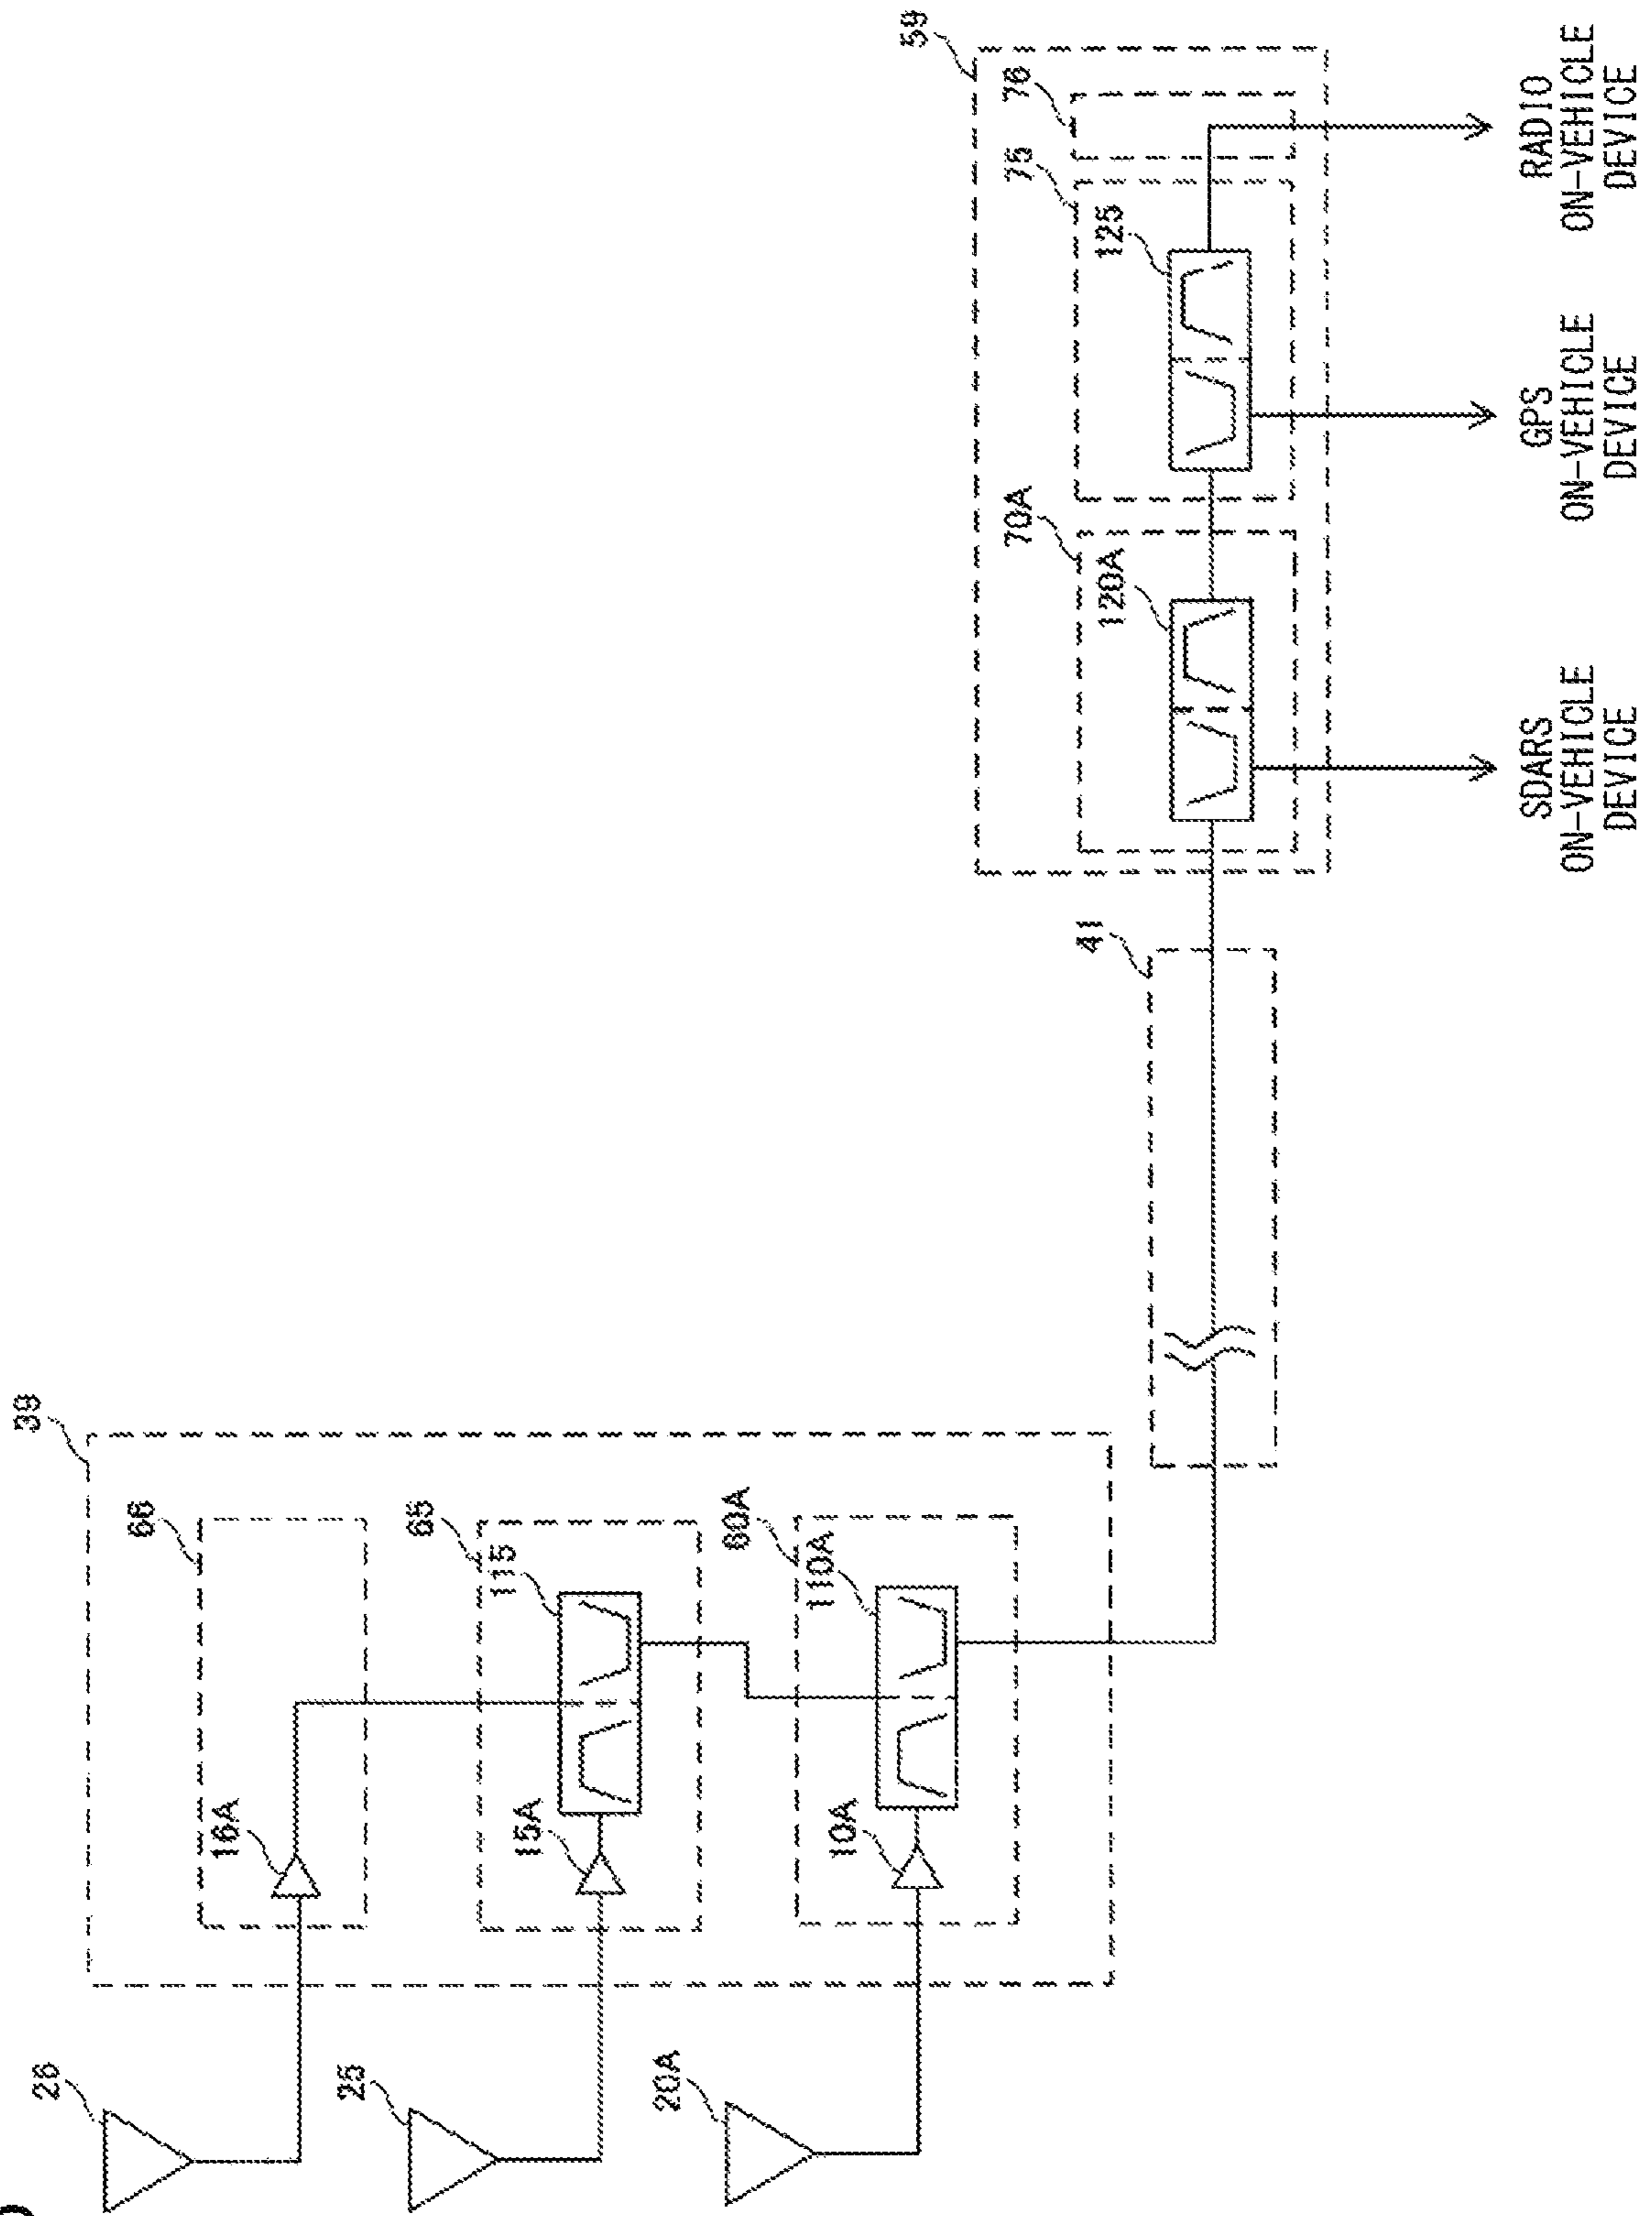 39
26
66
16A
25
65
115
15A
20A
60A
110A
10A
59
70A
75
76
41
120A
125
SDARS
ON-VEHICLE
DEVICE
GPS
ON-VEHICLE
DEVICE
RADIO
ON-VEHICLE
DEVICE